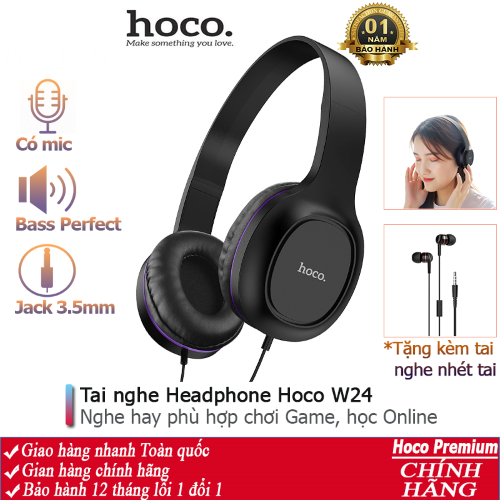 hoco.
Make something you love.
01
NĂM
BẢO HÀNH
Có mic
Bass Perfect
Jack 3.5mm
hoco.
*Tặng kèm tai
nghe nhét tai
Tai nghe Headphone Hoco W24
Nghe hay phù hợp chơi Game, học Online
Giao hàng nhanh Toàn quốc
Gian hàng chính hãng
Bảo hành 12 tháng lỗi 1 đổi 1
Hoco Premium
CHÍNH
HÃNG